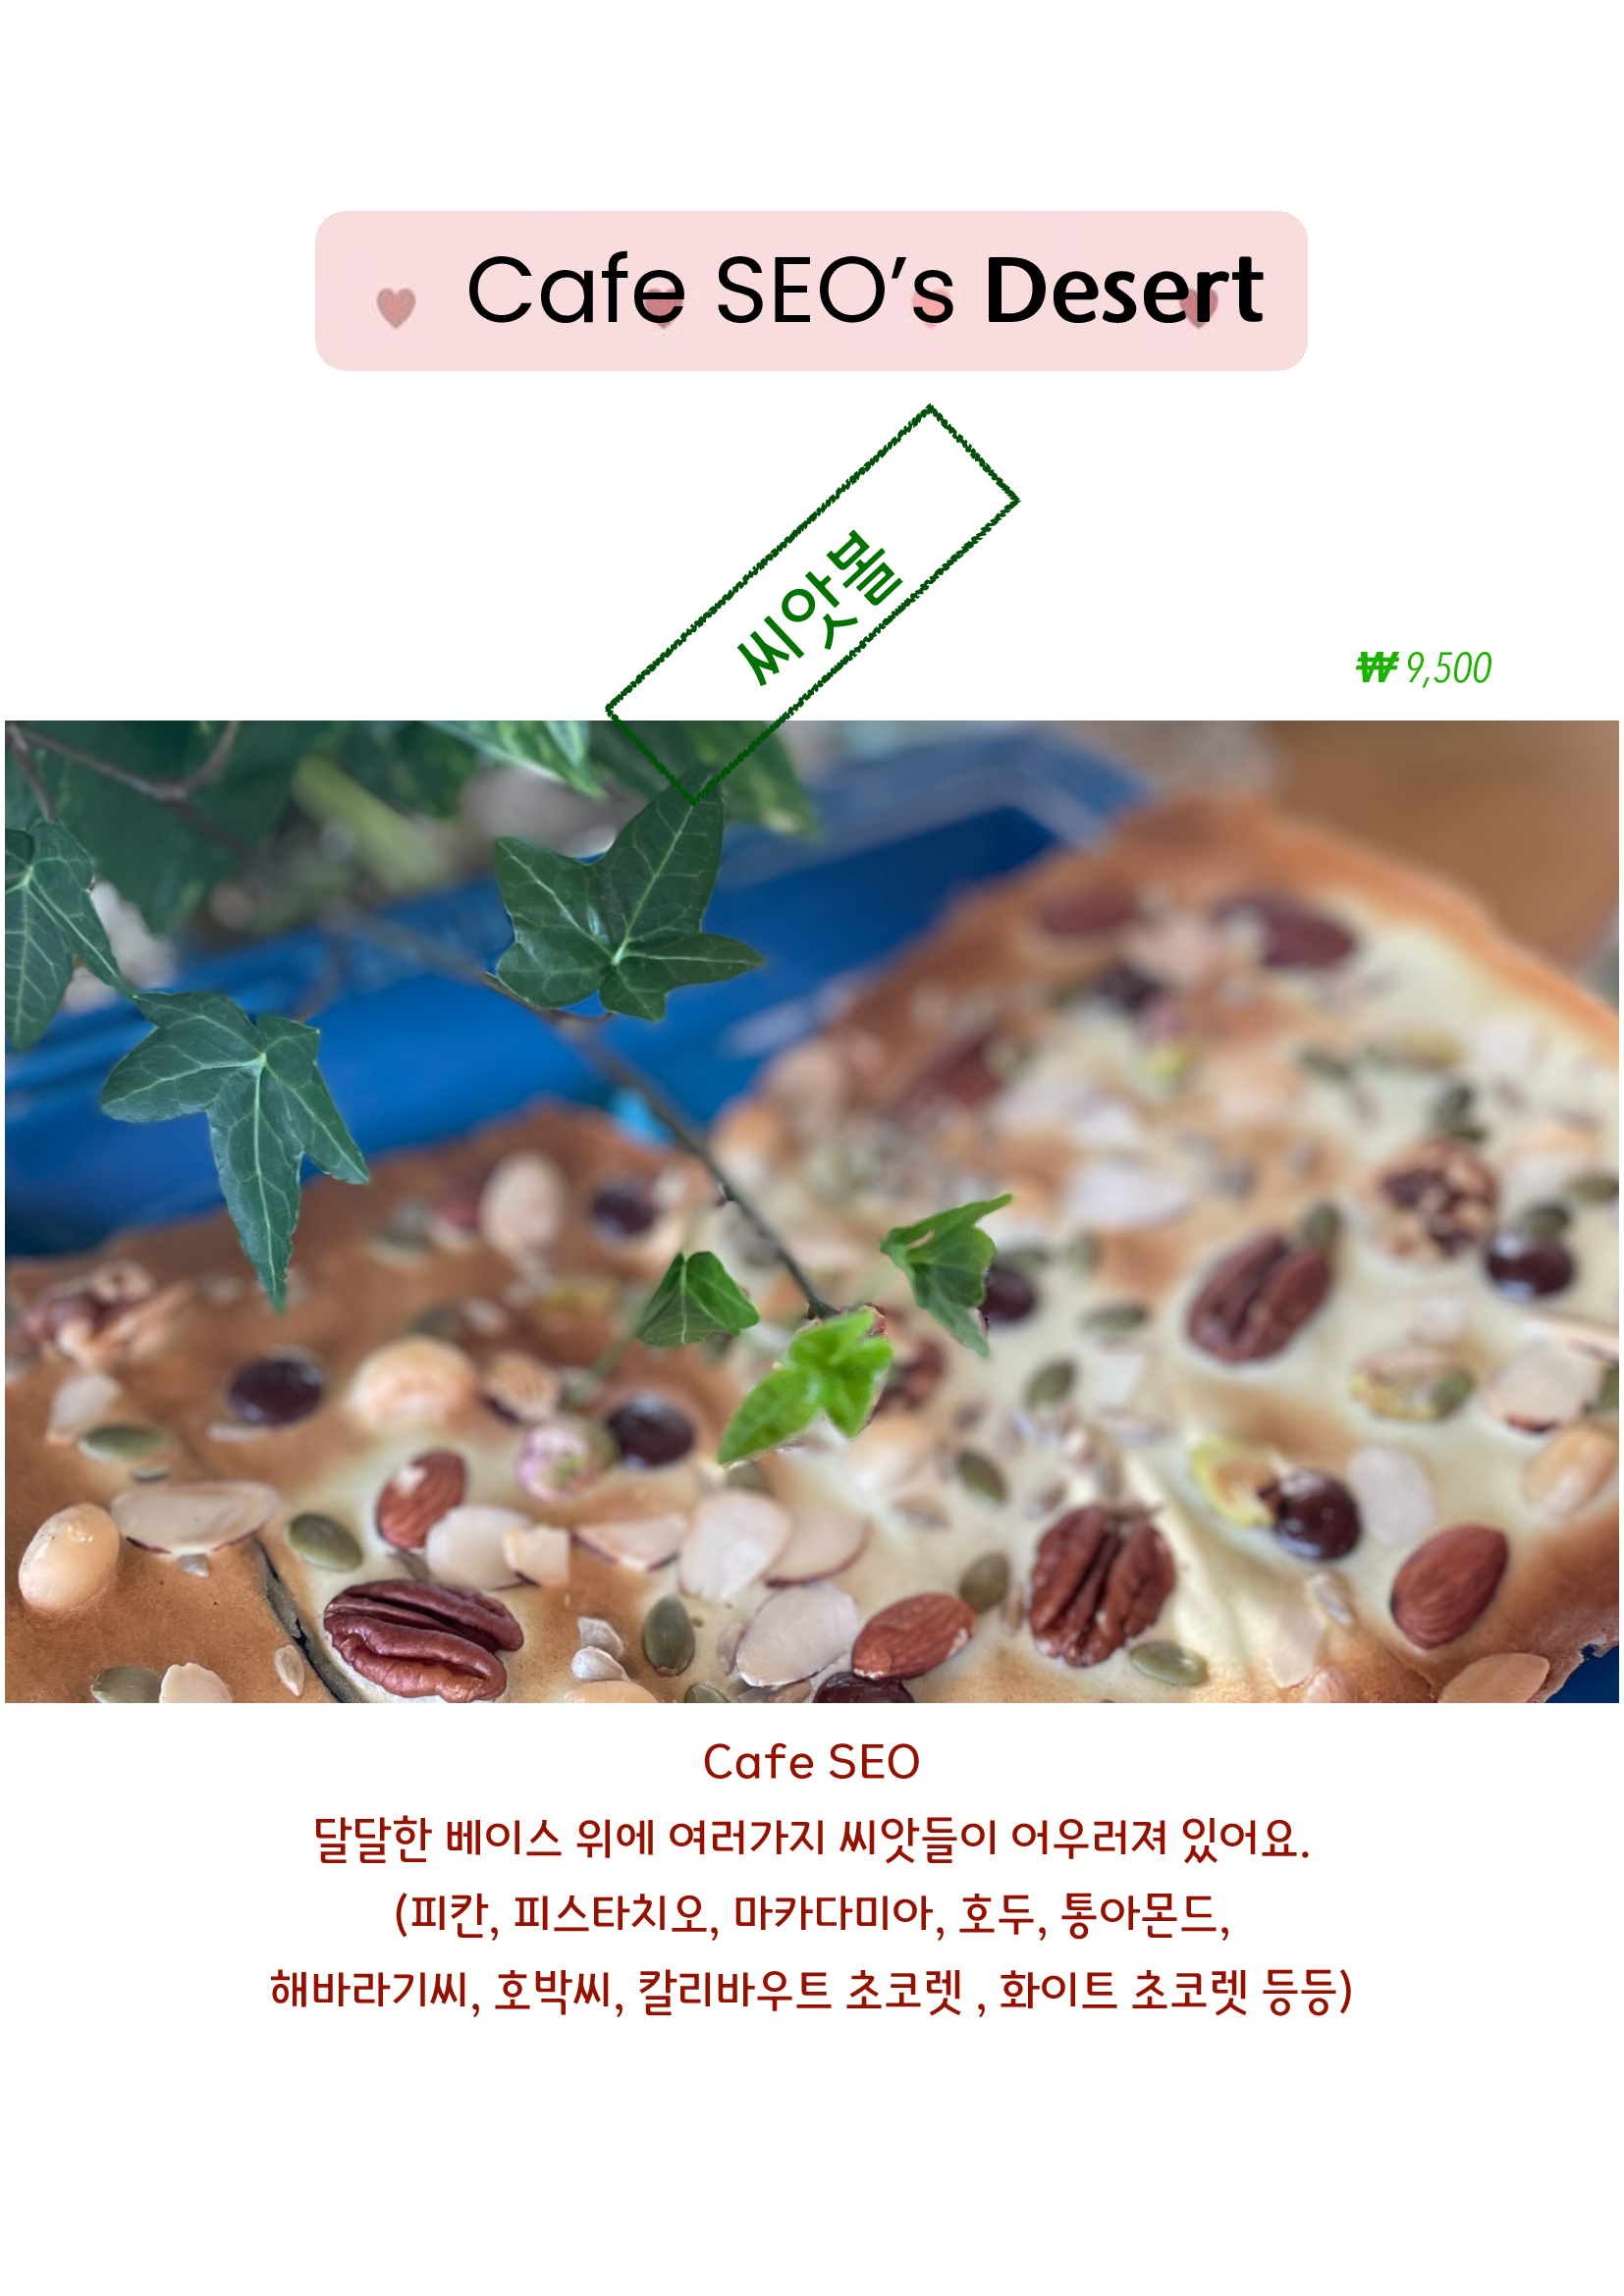 Cafe SEO’s Desert
씨앗볼
₩ 9,500
Cafe SEO
달달한 베이스 위에 여러가지 씨앗들이 어우러져 있어요.
(피칸, 피스타치오, 마카다미아, 호두, 통아몬드,
해바라기씨, 호박씨, 칼리바우트 초코렛 , 화이트 초코렛 등등)